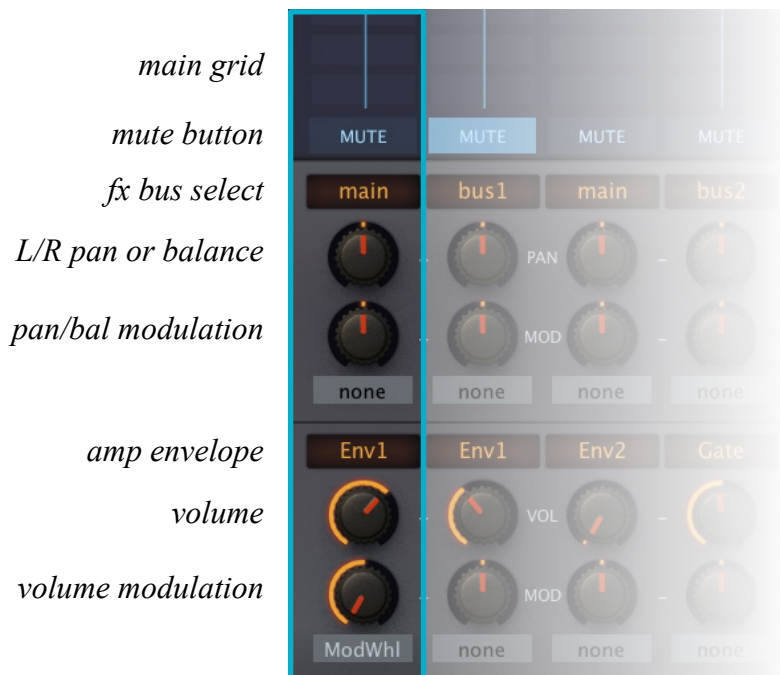 main grid
mute button MUTE MUTE MUTE MUTE
fx bus select main bus1 main bus2
L/R pan or balance PAN
pan/bal modulation MOD
none none none none
amp envelope Env1 Env1 Env2 Gate
volume VOL
volume modulation MOD
ModWhl none none none